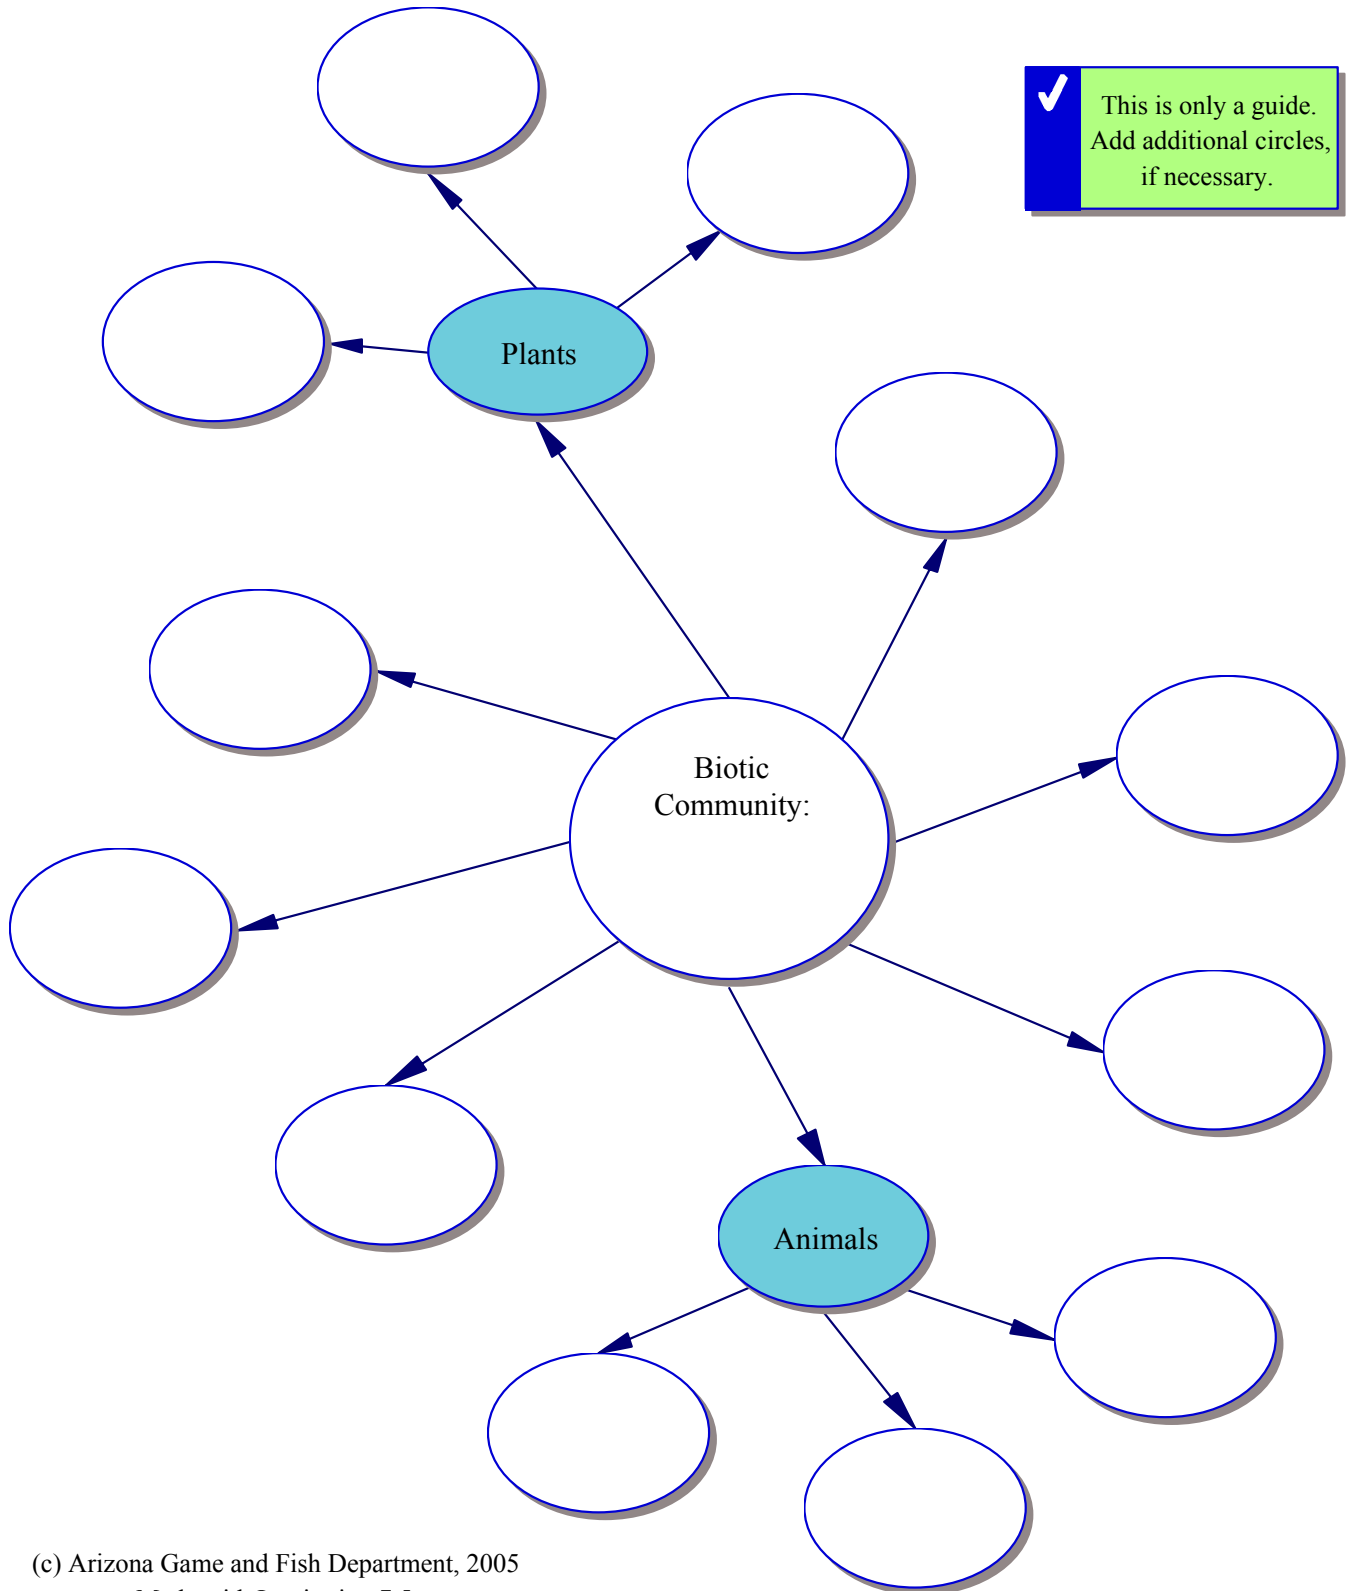 This is only a guide.
Add additional circles,
if necessary.
Plants
Biotic
Community:
Animals
(c) Arizona Game and Fish Department, 2005